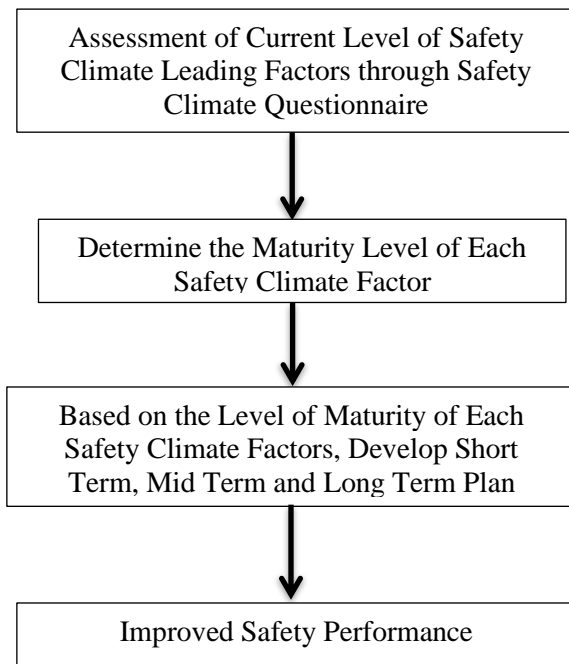 Assessment of Current Level of Safety
Climate Leading Factors through Safety
Climate Questionnaire
Determine the Maturity Level of Each
Safety Climate Factor
Based on the Level of Maturity of Each
Safety Climate Factors, Develop Short
Term, Mid Term and Long Term Plan
Improved Safety Performance